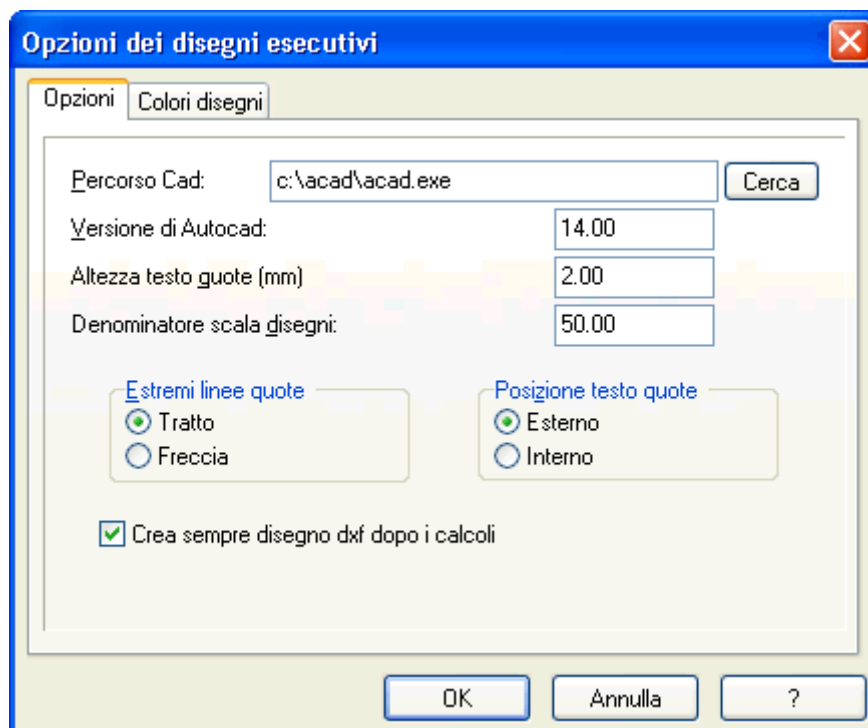 Opzioni dei disegni esecutivi
Opzioni
Colori disegni
Percorso Cad:
c:\acad\acad.exe
Cerca
Versione di Autocad:
14.00
Altezza testo quote (mm)
2.00
Denominatore scala disegni:
50.00
Estremi linee quote
Tratto
Freccia
Posizione testo quote
Esterno
Interno
Crea sempre disegno dxf dopo i calcoli
OK
Annulla
?